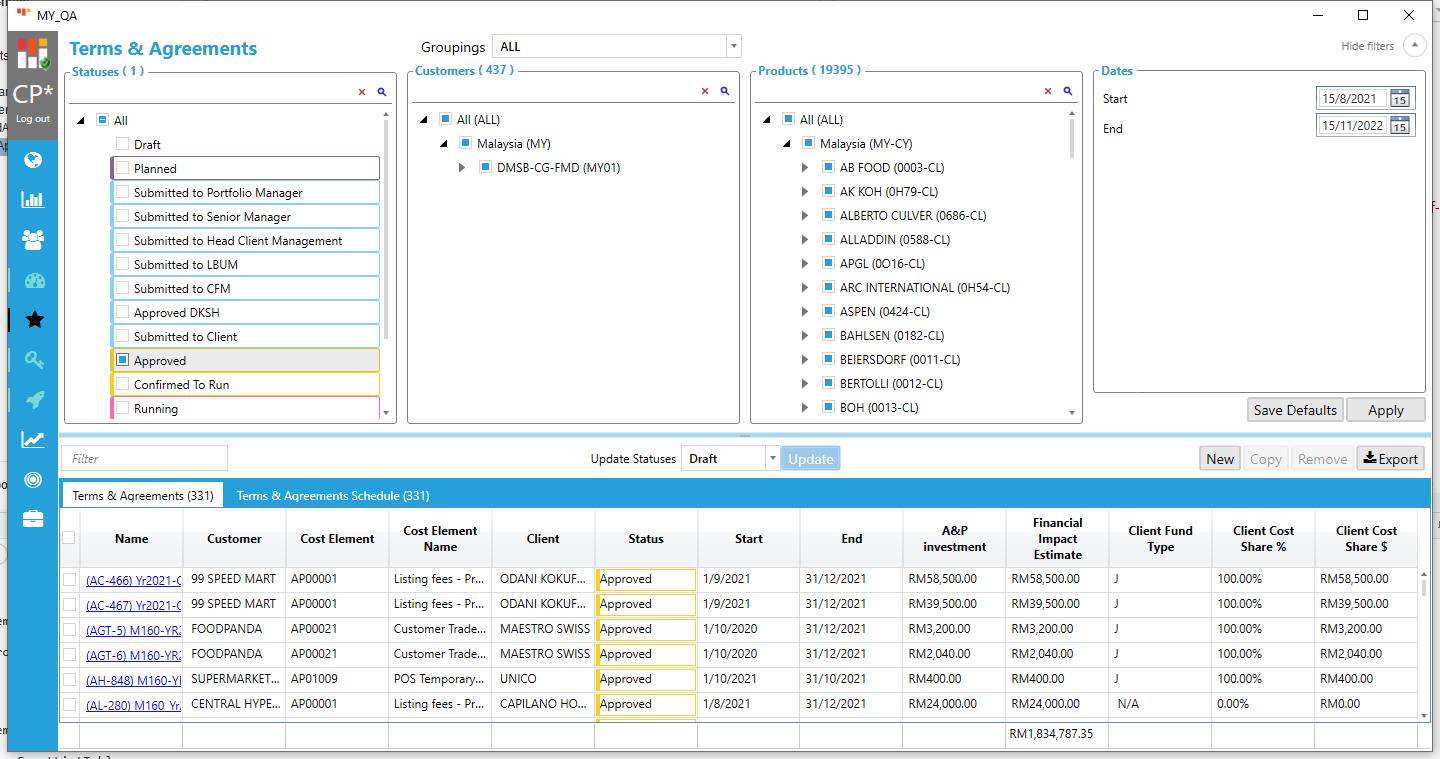 MY_QA
CP*
Log out
Terms & Agreements
Groupings ALL
Hide filters
Statuses ( 1 )
All
Draft
Planned
Submitted to Portfolio Manager
Submitted to Senior Manager
Submitted to Head Client Management
Submitted to LBUM
Submitted to CFM
Approved DKSH
Submitted to Client
Approved
Confirmed To Run
Running
Customers ( 437 )
All (ALL)
Malaysia (MY)
DMSB-CG-FMD (MY01)
Products ( 19395 )
All (ALL)
Malaysia (MY-CY)
AB FOOD (0003-CL)
AK KOH (0H79-CL)
ALBERTO CULVER (0686-CL)
ALLADDIN (0588-CL)
APGL (0O16-CL)
ARC INTERNATIONAL (0H54-CL)
ASPEN (0424-CL)
BAHLSEN (0182-CL)
BEIERSDORF (0011-CL)
BERTOLLI (0012-CL)
BOH (0013-CL)
Dates
Start 15/8/2021 15
End 15/11/2022 15
Save Defaults Apply
Filter Update Statuses Draft Update New Copy Remove Export
Terms & Agreements (331) Terms & Agreements Schedule (331)
Name Customer Cost Element Cost Element Name Client Status Start End A&P investment Financial Impact Estimate Client Fund Type Client Cost Share % Client Cost Share $
(AC-466) Yr2021-C 99 SPEED MART AP00001 Listing fees - Pr... ODANI KOKUF... Approved 1/9/2021 31/12/2021 RM58,500.00 RM58,500.00 J 100.00% RM58,500.00
(AC-467) Yr2021-C 99 SPEED MART AP00001 Listing fees - Pr... ODANI KOKUF... Approved 1/9/2021 31/12/2021 RM39,500.00 RM39,500.00 J 100.00% RM39,500.00
(AGT-5) M160-YR2 FOODPANDA AP00021 Customer Trade... MAESTRO SWISS Approved 1/10/2020 31/12/2021 RM3,200.00 RM3,200.00 J 100.00% RM3,200.00
(AGT-6) M160-YR2 FOODPANDA AP00021 Customer Trade... MAESTRO SWISS Approved 1/10/2020 31/12/2021 RM2,040.00 RM2,040.00 J 100.00% RM2,040.00
(AH-848) M160-Y SUPERMARKET... AP01009 POS Temporary... UNICO Approved 1/10/2021 31/10/2021 RM400.00 RM400.00 J 100.00% RM400.00
(AL-280) M160 Yr CENTRAL HYPE... AP00001 Listing fees - Pr... CAPILANO HO... Approved 1/8/2021 31/12/2021 RM24,000.00 RM24,000.00 N/A 0.00% RM0.00
RM1,834,787.35